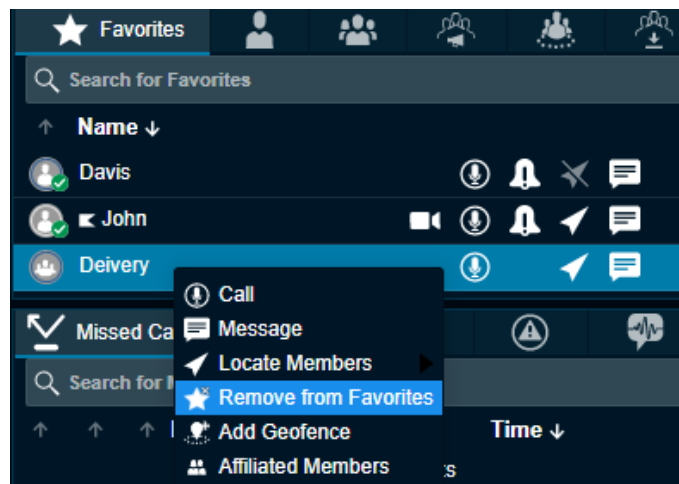 Favorites
Search for Favorites
Name
Davis
John
Deivery
Call
Missed Ca
Message
Locate Members
Search for
Remove from Favorites
Add Geofence
Time
Affiliated Members